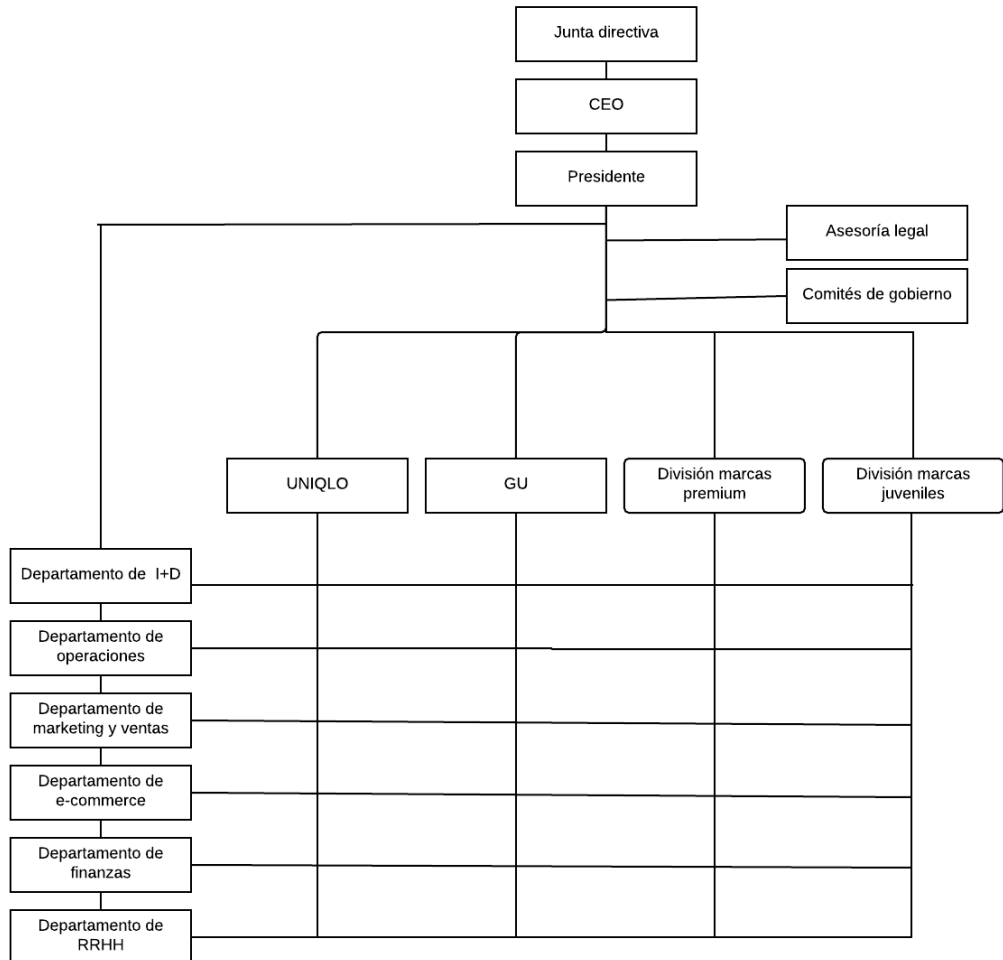 Junta directiva
CEO
Presidente
Asesoría legal
Comités de gobierno
UNIQLO
GU
División marcas
premium
División marcas
juveniles
Departamento de I+D
Departamento de
operaciones
Departamento de
marketing y ventas
Departamento de
e-commerce
Departamento de
finanzas
Departamento de
RRHH